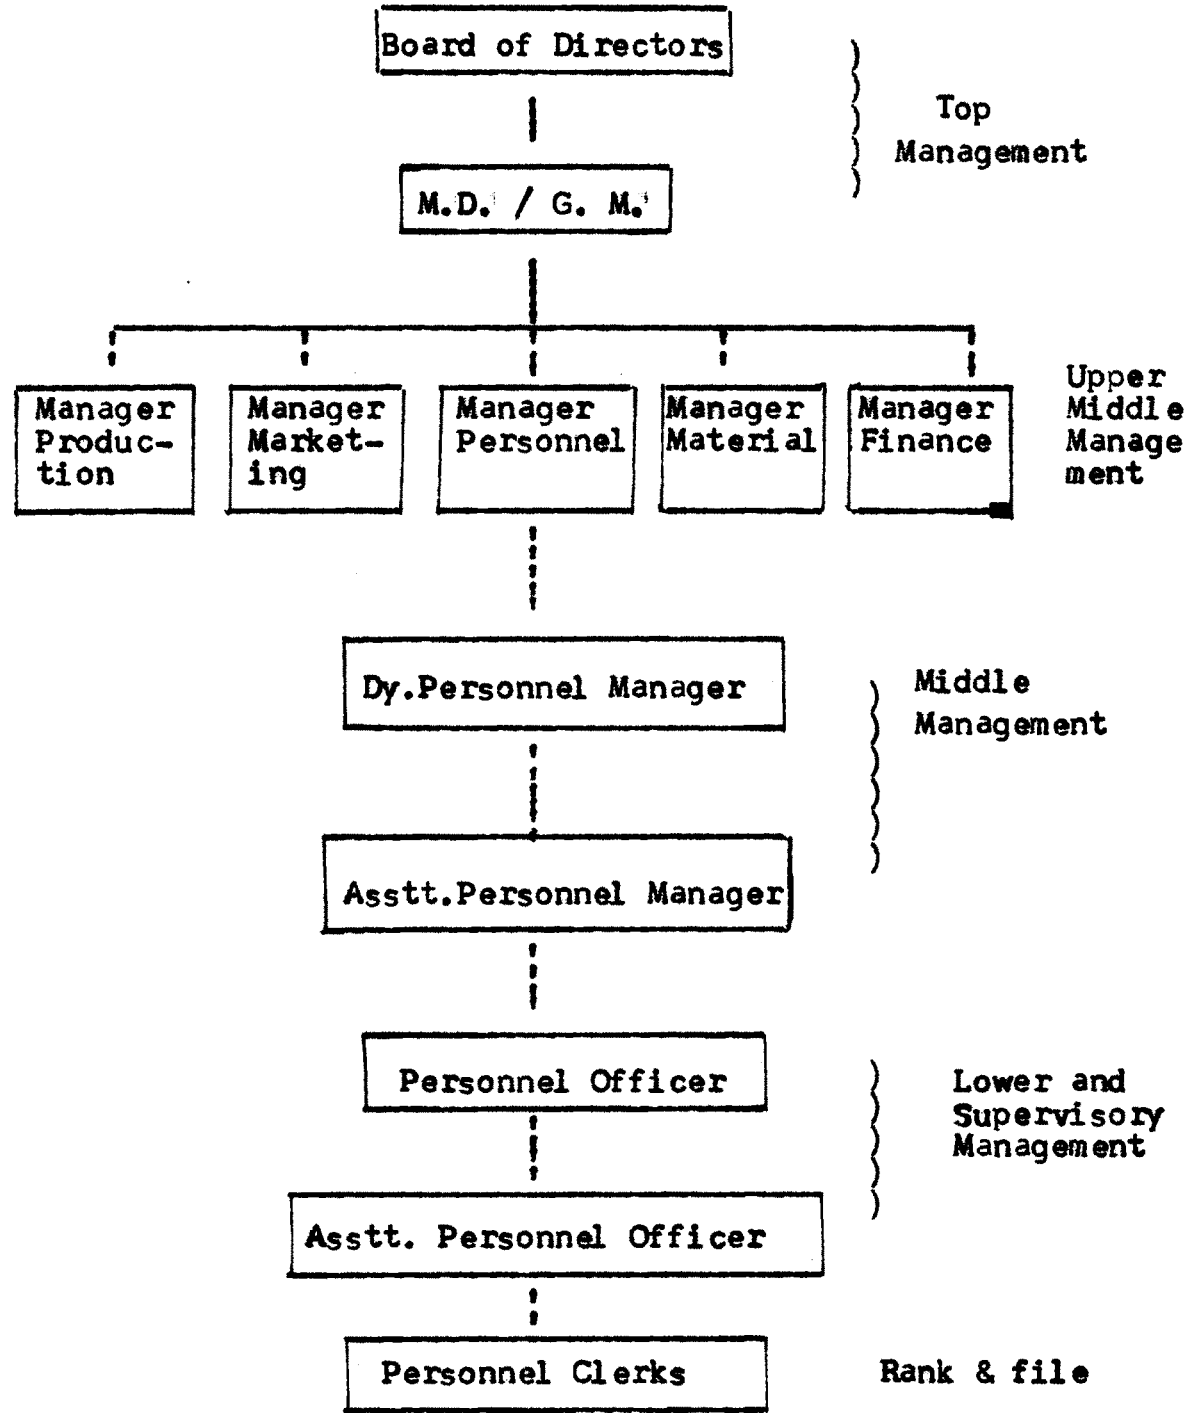 Board of Directors
Top
Management
M.D. / G. M.
Manager
Produc-
tion
Manager
Market-
ing
Manager
Personnel
Manager
Material
Manager
Finance
Upper
Middle
Manage
ment
Dy.Personnel Manager
Middle
Management
Asstt.Personnel Manager
Personnel Officer
Lower and
Supervisory
Management
Asstt. Personnel Officer
Personnel Clerks
Rank & file